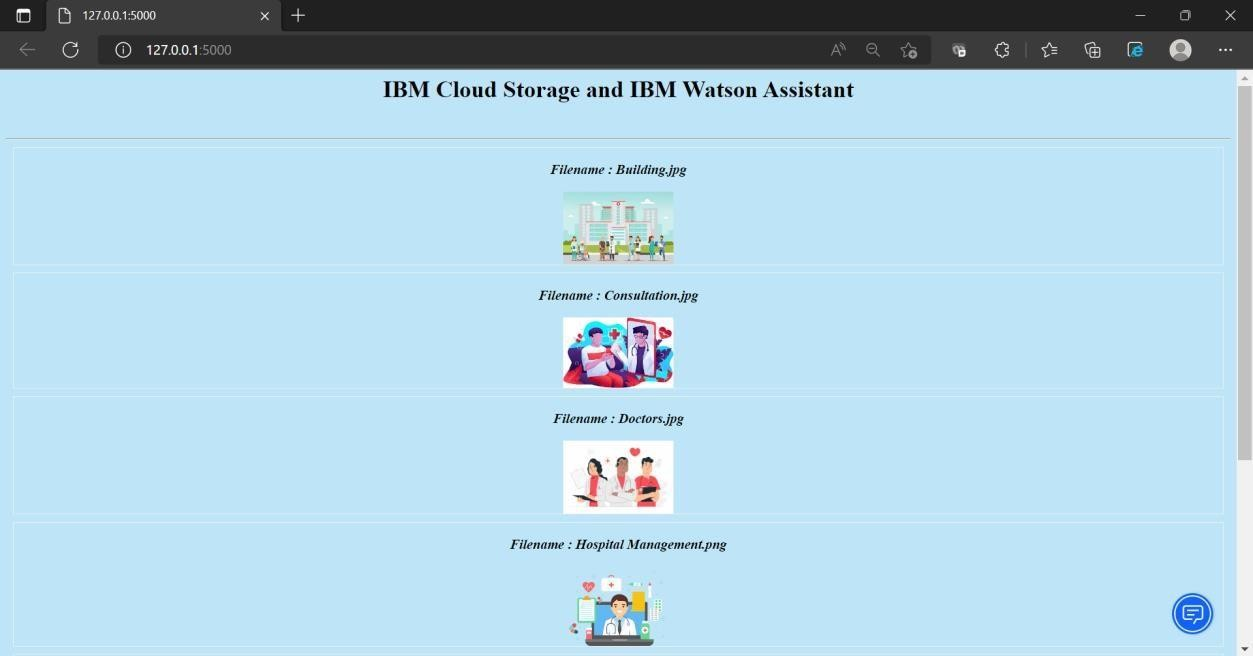 127.0.0.1:5000
127.0.0.1:5000
IBM Cloud Storage and IBM Watson Assistant
Filename : Building.jpg
Filename : Consultation.jpg
Filename : Doctors.jpg
Filename : Hospital Management.png